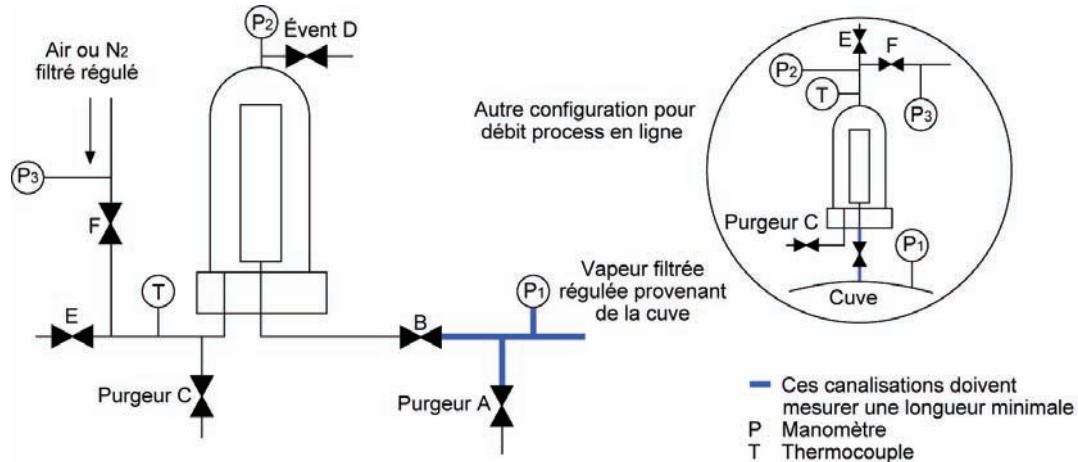 P2
Évent D
Air ou N2
filtré régulé
P3
F
T
E
Purgeur C
B
P1
Vapeur filtrée
régulée provenant
de la cuve
Purgeur A
Autre configuration pour
débit process en ligne
E
F
P2
T
P3
Purgeur C
P1
Cuve
Ces canalisations doivent
mesurer une longueur minimale
P Manomètre
T Thermocouple